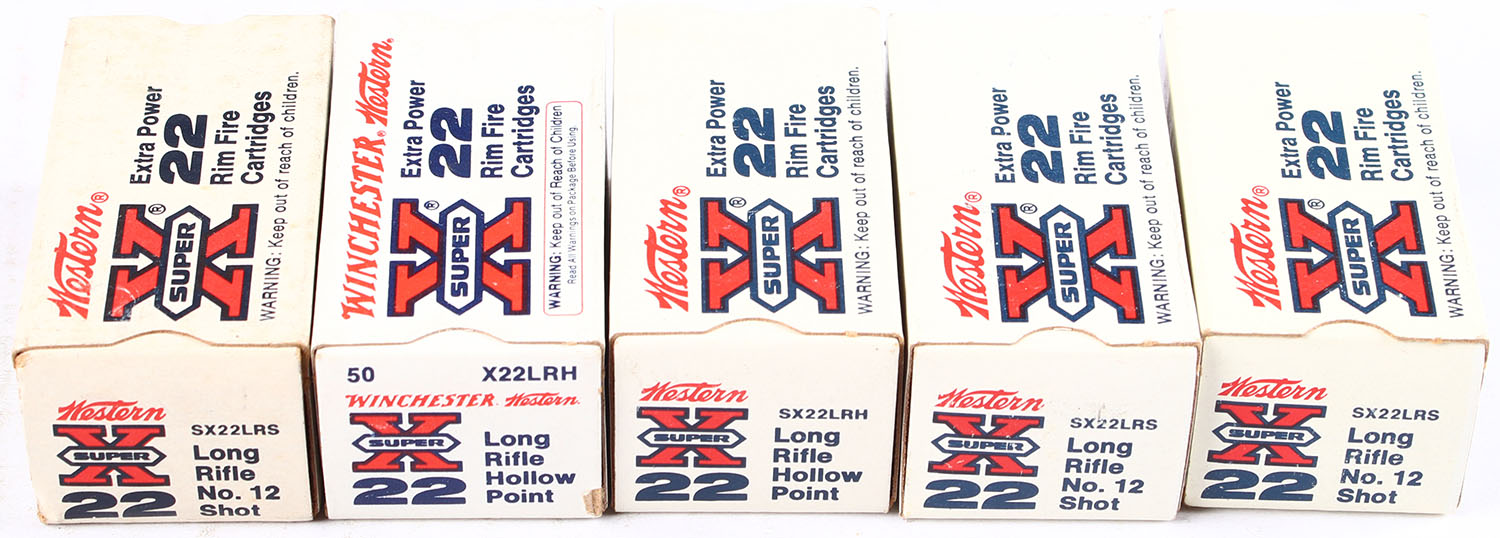 Western®
X SUPER X®
Extra Power
22
Rim Fire
Cartridges
WARNING: Keep out of reach of children.
Western
X SUPER
22
SX22LRS
Long
Rifle
No. 12
Shot
WINCHESTER® Western®
X SUPER X®
Extra Power
22
Rim Fire
Cartridges
WARNING: Keep out of Reach of Children
Read All Warnings on Package Before Using.
50 X22LRH
WINCHESTER Western
X SUPER
22
Long
Rifle
Hollow
Point
Western®
X SUPER X®
Extra Power
22
Rim Fire
Cartridges
WARNING: Keep out of reach of children.
Western
X SUPER
22
SX22LRH
Long
Rifle
Hollow
Point
Western®
X SUPER X®
Extra Power
22
Rim Fire
Cartridges
WARNING: Keep out of reach of children.
Western
X SUPER
22
SX22LRS
Long
Rifle
No. 12
Shot
Western®
X SUPER X®
Extra Power
22
Rim Fire
Cartridges
WARNING: Keep out of reach of children.
Western
X SUPER
22
SX22LRS
Long
Rifle
No. 12
Shot